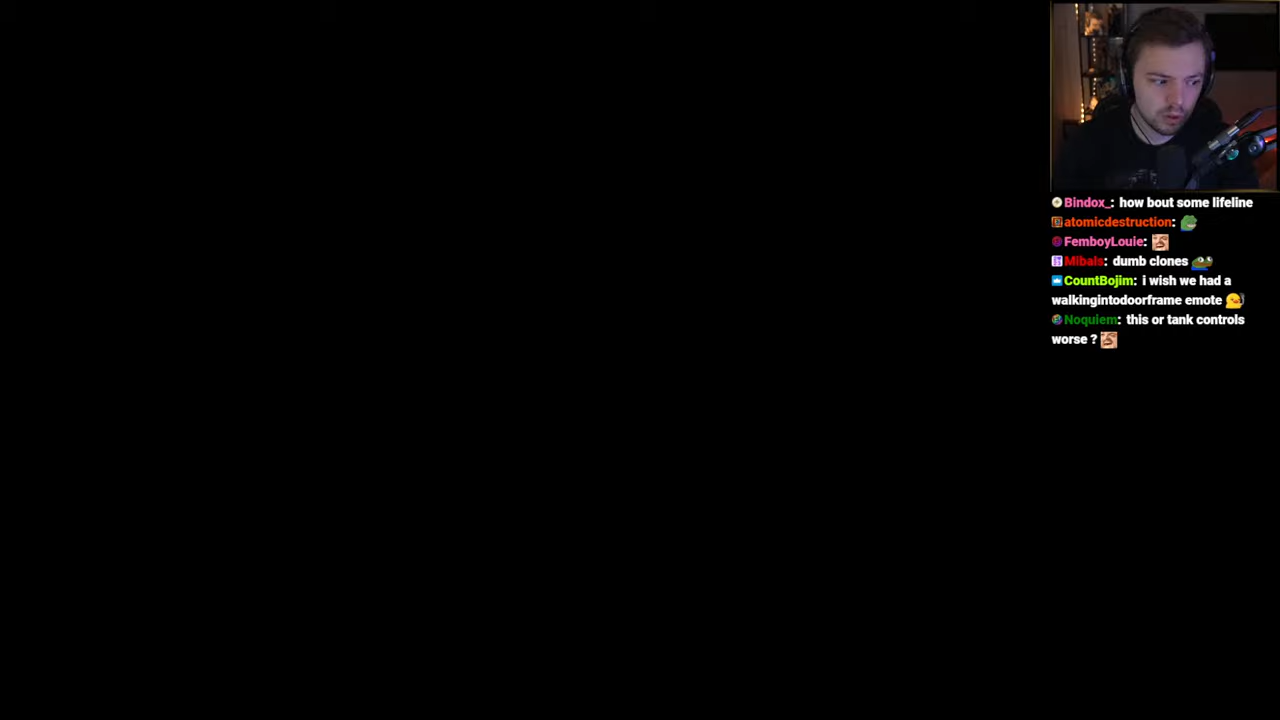 Bindox_: how bout some lifeline
atomicdestruction:
FemboyLouie:
Mibals: dumb clones
CountBojim: i wish we had a
walkingintodoorframe emote
Noquiem: this or tank controls
worse ?